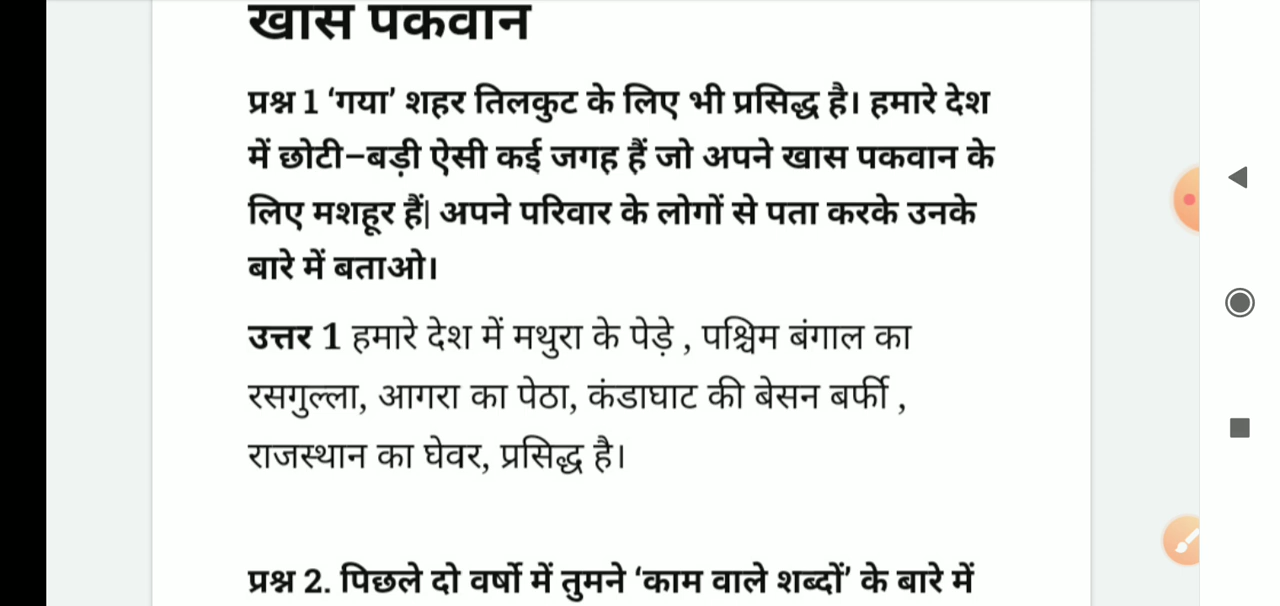 खास पकवान
प्रश्न 1 ‘गया’ शहर तिलकुट के लिए भी प्रसिद्ध है। हमारे देश
में छोटी–बड़ी ऐसी कई जगह हैं जो अपने खास पकवान के
लिए मशहूर हैं| अपने परिवार के लोगों से पता करके उनके
बारे में बताओ।
उत्तर 1 हमारे देश में मथुरा के पेड़े , पश्चिम बंगाल का
रसगुल्ला, आगरा का पेठा, कंडाघाट की बेसन बर्फी ,
राजस्थान का घेवर, प्रसिद्ध है।
प्रश्न 2. पिछले दो वर्षो में तुमने ‘काम वाले शब्दों’ के बारे में